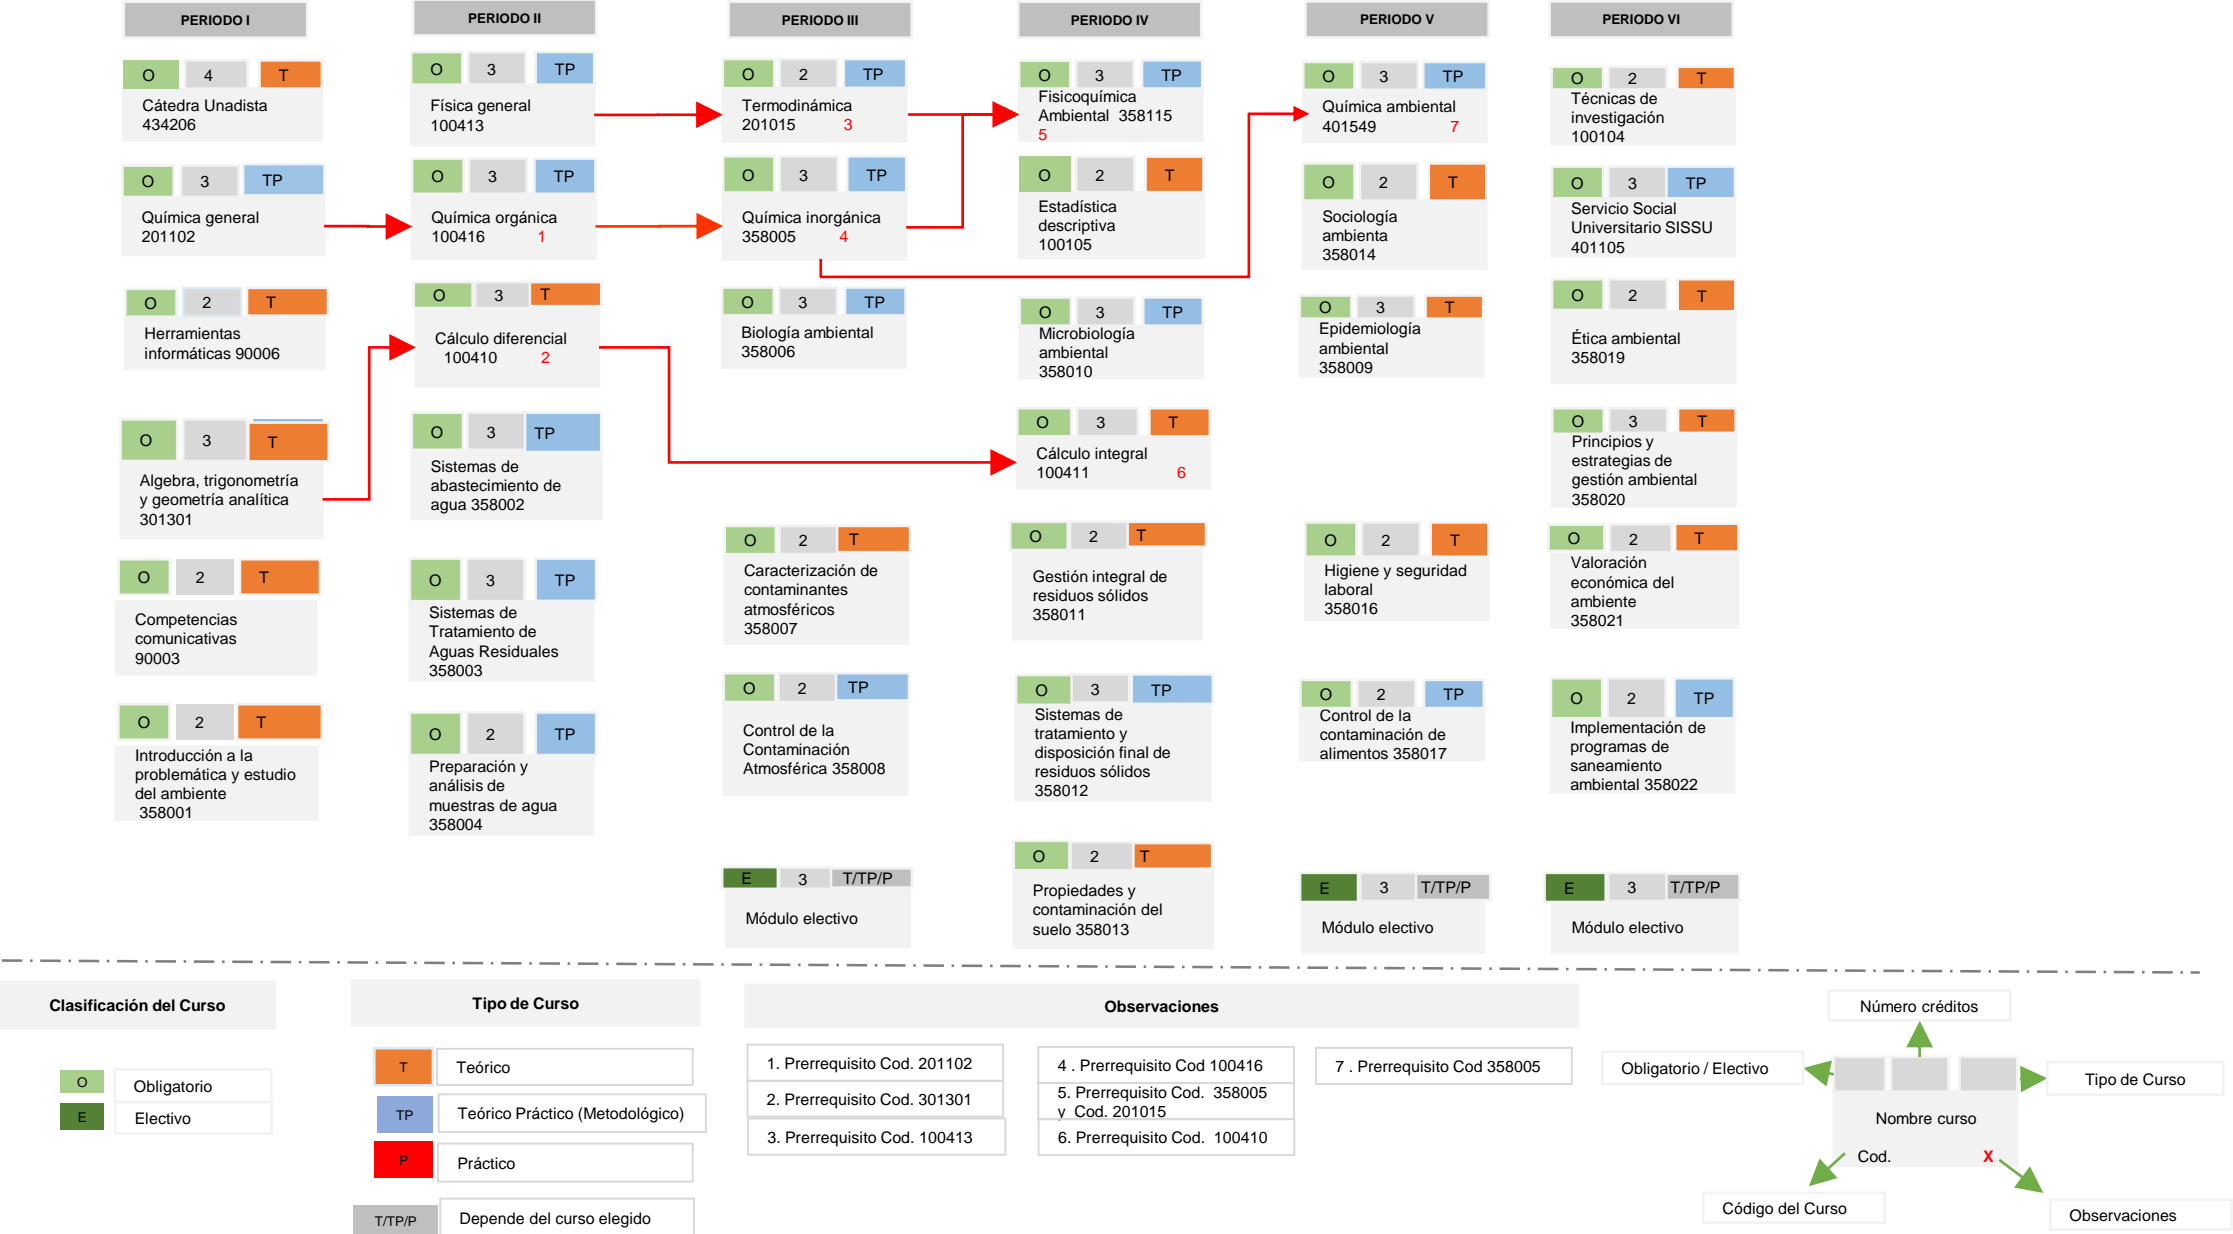 PERIODO I
PERIODO II
PERIODO III
PERIODO IV
PERIODO V
PERIODO VI
O 4 T
Cátedra Unadista
434206
O 3 TP
Química general
201102
O 2 T
Herramientas
informáticas 90006
O 3 T
Algebra, trigonometría
y geometría analítica
301301
O 2 T
Competencias
comunicativas
90003
O 2 T
Introducción a la
problemática y estudio
del ambiente
358001
O 3 TP
Física general
100413
O 3 TP
Química orgánica
100416 1
O 3 T
Cálculo diferencial
100410 2
O 3 TP
Sistemas de
abastecimiento de
agua 358002
O 3 TP
Sistemas de
Tratamiento de
Aguas Residuales
358003
O 2 TP
Preparación y
análisis de
muestras de agua
358004
O 2 TP
Termodinámica
201015 3
O 3 TP
Química inorgánica
358005 4
O 3 TP
Biología ambiental
358006
O 2 T
Caracterización de
contaminantes
atmosféricos
358007
O 2 TP
Control de la
Contaminación
Atmosférica 358008
E 3 T/TP/P
Módulo electivo
O 3 TP
Fisicoquímica
Ambiental 358115
5
O 2 T
Estadística
descriptiva
100105
O 3 TP
Microbiología
ambiental
358010
O 3 T
Cálculo integral
100411 6
O 2 T
Gestión integral de
residuos sólidos
358011
O 3 TP
Sistemas de
tratamiento y
disposición final de
residuos sólidos
358012
O 2 T
Propiedades y
contaminación del
suelo 358013
O 3 TP
Química ambiental
401549 7
O 2 T
Sociología
ambienta
358014
O 3 T
Epidemiología
ambiental
358009
O 2 T
Higiene y seguridad
laboral
358016
O 2 TP
Control de la
contaminación de
alimentos 358017
E 3 T/TP/P
Módulo electivo
O 2 T
Técnicas de
investigación
100104
O 3 TP
Servicio Social
Universitario SISSU
401105
O 2 T
Ética ambiental
358019
O 3 T
Principios y
estrategias de
gestión ambiental
358020
O 2 T
Valoración
económica del
ambiente
358021
O 2 TP
Implementación de
programas de
saneamiento
ambiental 358022
E 3 T/TP/P
Módulo electivo
Clasificación del Curso
O Obligatorio
E Electivo
Tipo de Curso
T Teórico
TP Teórico Práctico (Metodológico)
P Práctico
T/TP/P Depende del curso elegido
Observaciones
1. Prerrequisito Cod. 201102
2. Prerrequisito Cod. 301301
3. Prerrequisito Cod. 100413
4 . Prerrequisito Cod 100416
5. Prerrequisito Cod. 358005
y Cod. 201015
6. Prerrequisito Cod. 100410
7 . Prerrequisito Cod 358005
Número créditos
Obligatorio / Electivo
Tipo de Curso
Nombre curso
Cod. X
Código del Curso
Observaciones